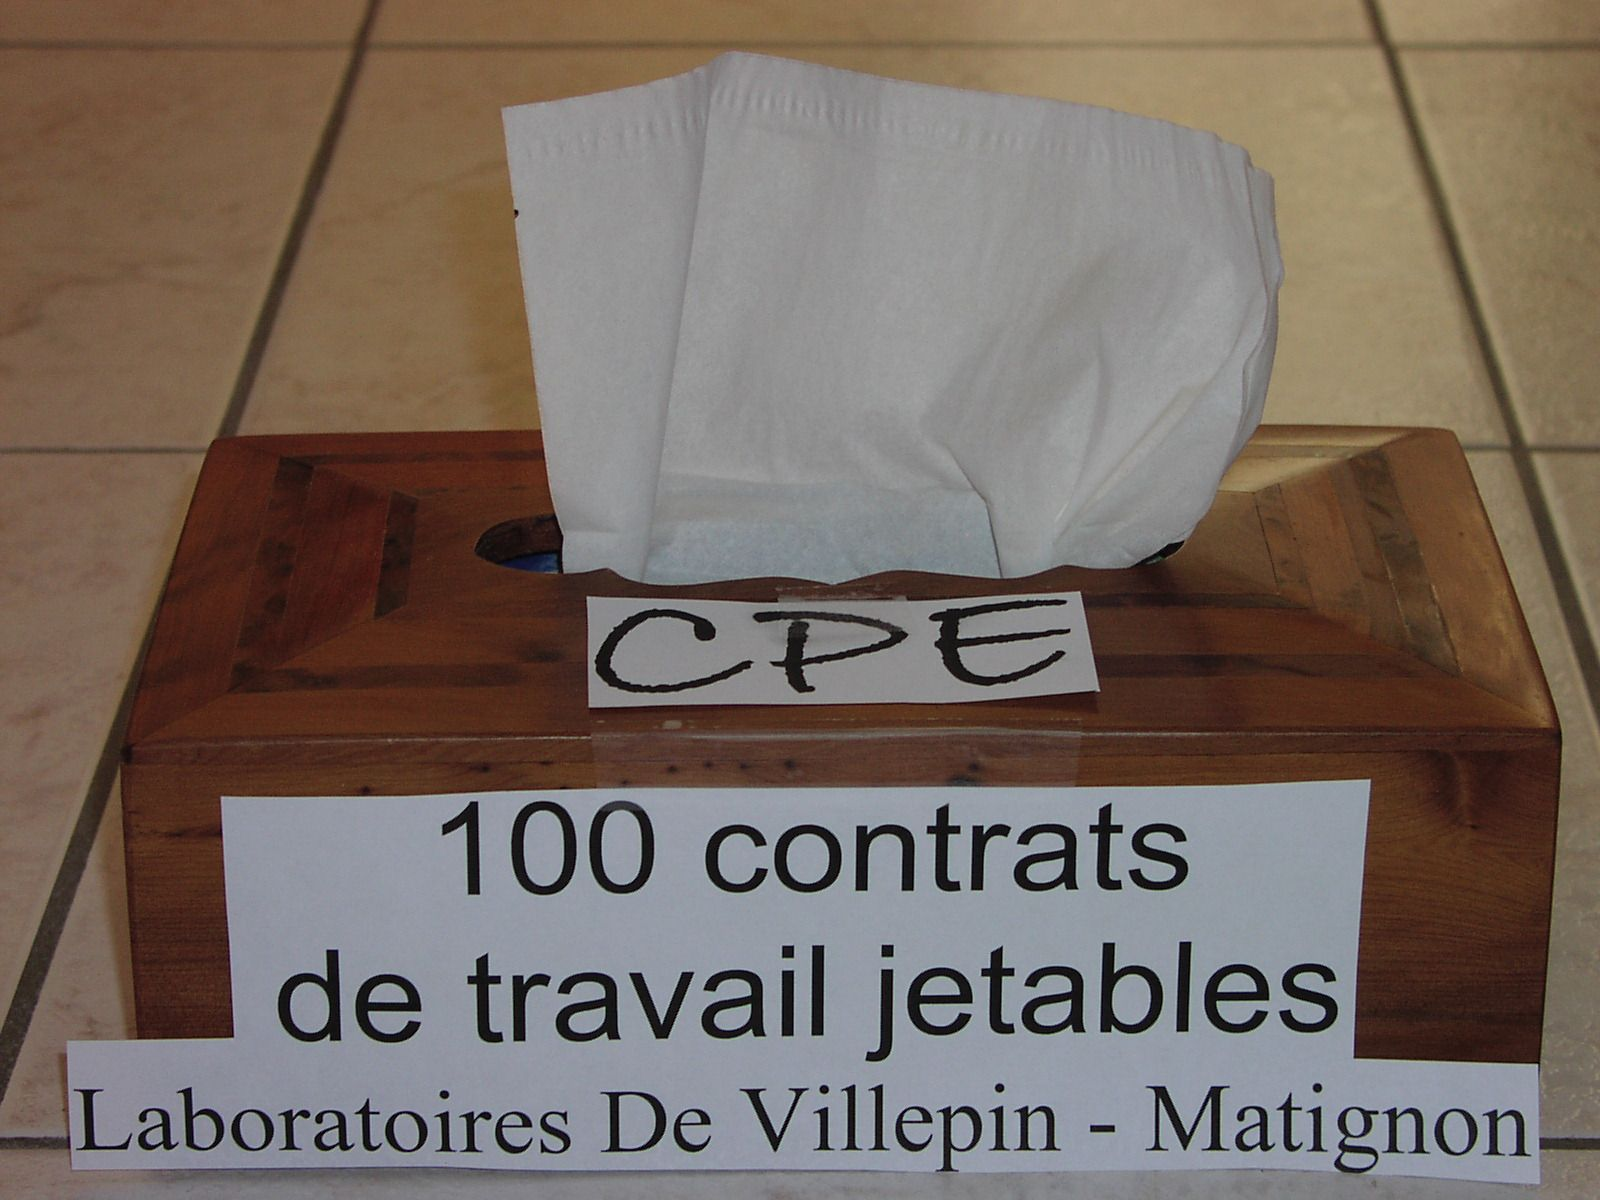 CPE
100 contrats
de travail jetables
Laboratoires De Villepin - Matignon